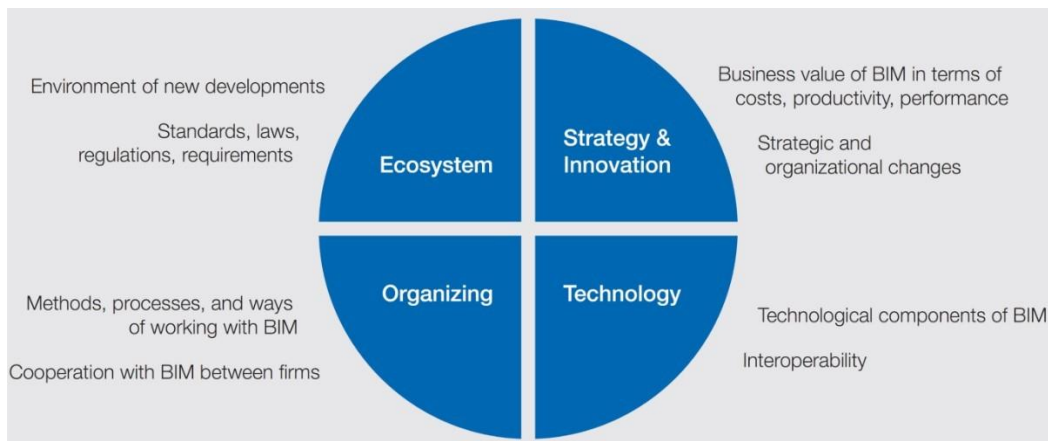 Environment of new developments
Standards, laws,
regulations, requirements
Ecosystem
Strategy &
Innovation
Business value of BIM in terms of
costs, productivity, performance
Strategic and
organizational changes
Methods, processes, and ways
of working with BIM
Cooperation with BIM between firms
Organizing
Technology
Technological components of BIM
Interoperability